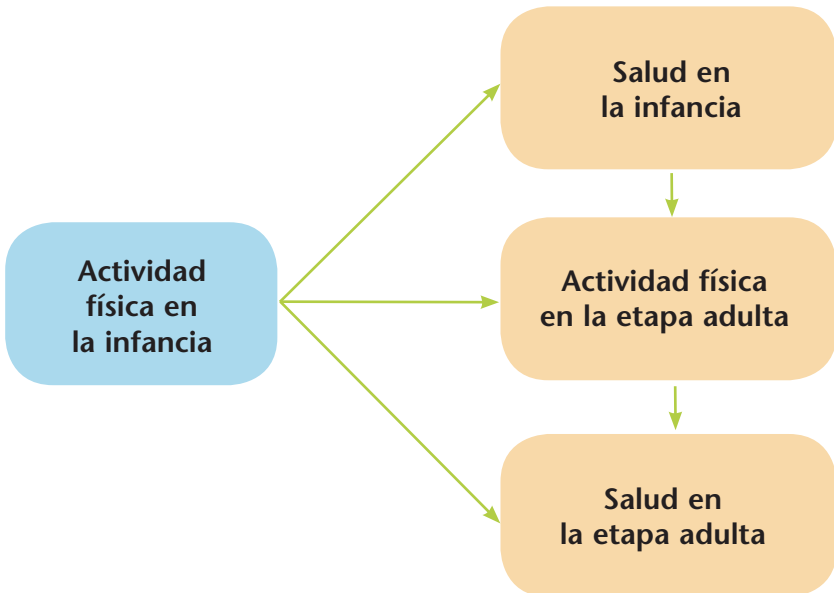 Salud en
la infancia
Actividad
física en
la infancia
Actividad física
en la etapa adulta
Salud en
la etapa adulta